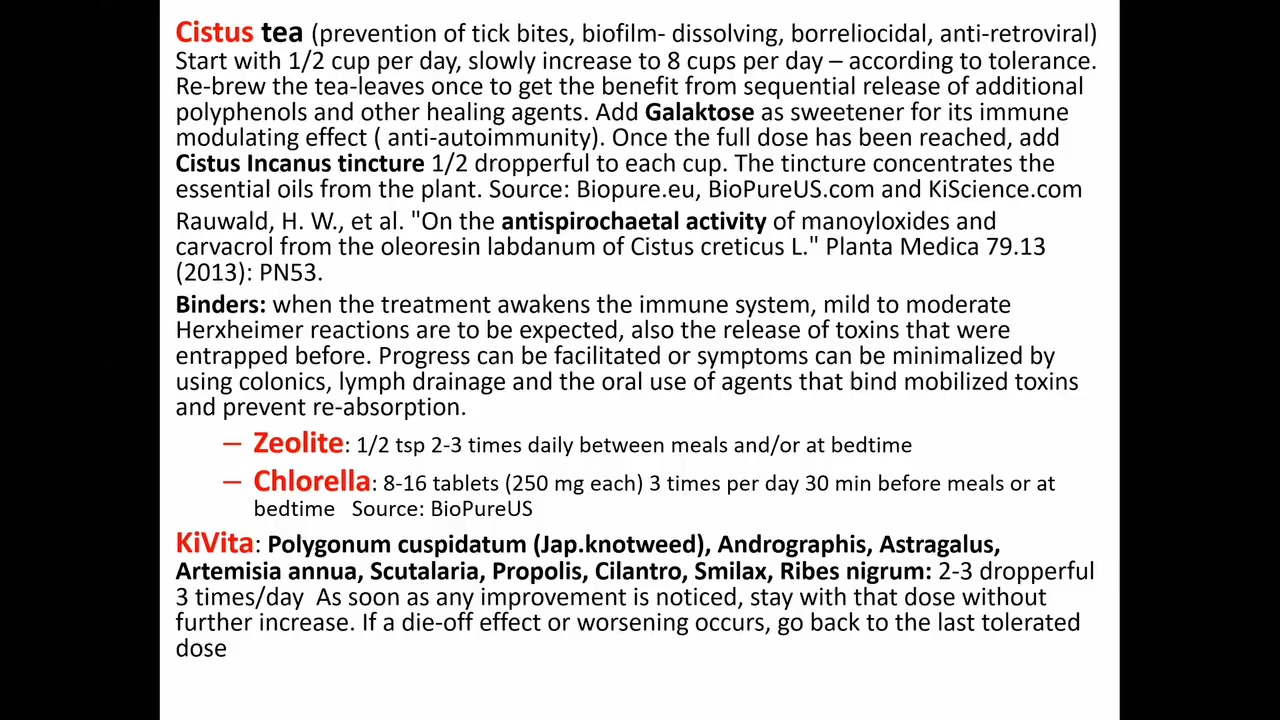 Cistus tea (prevention of tick bites, biofilm- dissolving, borreliocidal, anti-retroviral)
Start with 1/2 cup per day, slowly increase to 8 cups per day – according to tolerance.
Re-brew the tea-leaves once to get the benefit from sequential release of additional
polyphenols and other healing agents. Add Galaktose as sweetener for its immune
modulating effect ( anti-autoimmunity). Once the full dose has been reached, add
Cistus Incanus tincture 1/2 dropperful to each cup. The tincture concentrates the
essential oils from the plant. Source: Biopure.eu, BioPureUS.com and KiScience.com
Rauwald, H. W., et al. "On the antispirochaetal activity of manoyloxides and
carvacrol from the oleoresin labdanum of Cistus creticus L." Planta Medica 79.13
(2013): PN53.
Binders: when the treatment awakens the immune system, mild to moderate
Herxheimer reactions are to be expected, also the release of toxins that were
entrapped before. Progress can be facilitated or symptoms can be minimalized by
using colonics, lymph drainage and the oral use of agents that bind mobilized toxins
and prevent re-absorption.
– Zeolite: 1/2 tsp 2-3 times daily between meals and/or at bedtime
– Chlorella: 8-16 tablets (250 mg each) 3 times per day 30 min before meals or at
bedtime Source: BioPureUS
KiVita: Polygonum cuspidatum (Jap.knotweed), Andrographis, Astragalus,
Artemisia annua, Scutalaria, Propolis, Cilantro, Smilax, Ribes nigrum: 2-3 dropperful
3 times/day As soon as any improvement is noticed, stay with that dose without
further increase. If a die-off effect or worsening occurs, go back to the last tolerated
dose